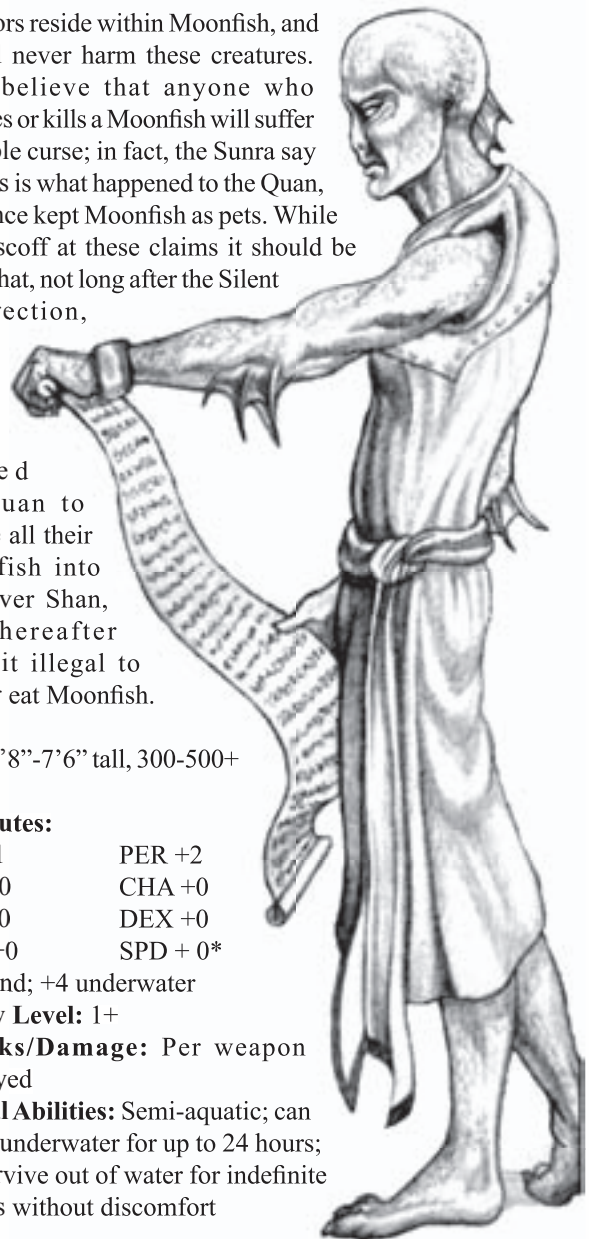 ors reside within Moonfish, and
never harm these creatures.
believe that anyone who
es or kills a Moonfish will suffer
ble curse; in fact, the Sunra say
s is what happened to the Quan,
nce kept Moonfish as pets. While
scoff at these claims it should be
hat, not long after the Silent
rection,
ed
uan to
all their
fish into
ver Shan,
hereafter
it illegal to
r eat Moonfish.
'8”-7’6” tall, 300-500+
utes:
PER +2
0 CHA +0
0 DEX +0
+0 SPD + 0*
nd; +4 underwater
y Level: 1+
ks/Damage: Per weapon
yed
al Abilities: Semi-aquatic; can
underwater for up to 24 hours;
rvive out of water for indefinite
s without discomfort